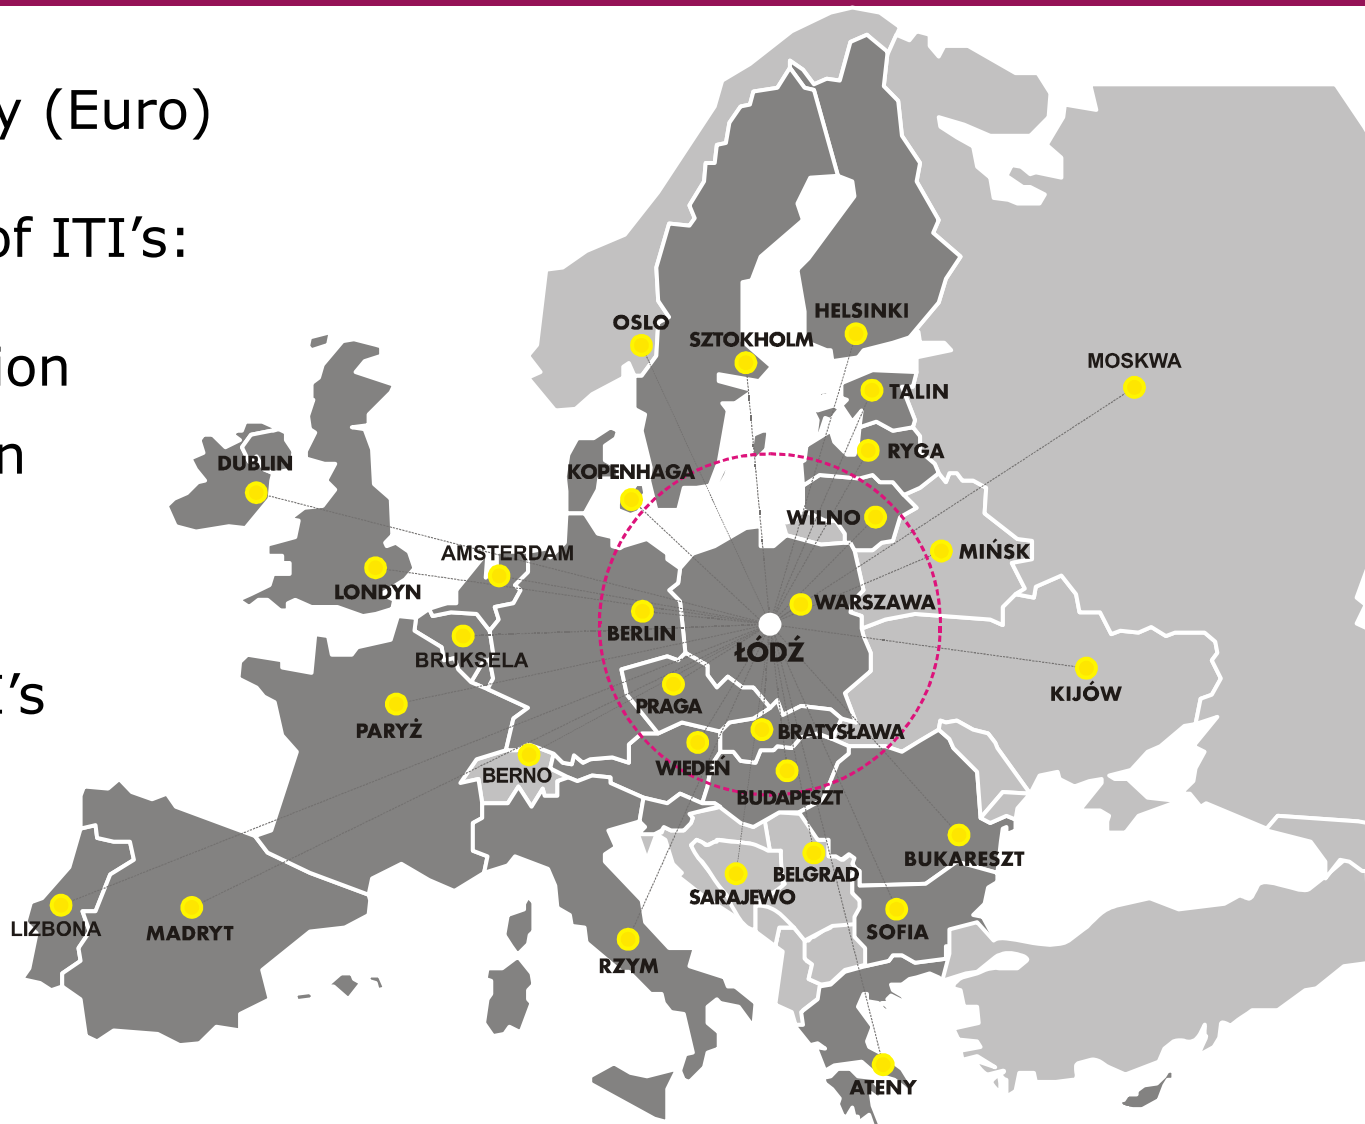 y (Euro)
of ITI’s:
ion
n
I’s
OSLO
SZTOKHOLM
HELSINKI
MOSKWA
TALIN
RYGA
DUBLIN
KOPENHAGA
WILNO
AMSTERDAM
MIŃSK
LONDYN
WARSZAWA
BERLIN
ŁÓDŹ
BRUKSELA
KIJÓW
PRAGA
PARYŻ
BRATYSŁAWA
WIEDEŃ
BERNO
BUDAPESZT
BUKARESZT
BELGRAD
SARAJEWO
LIZBONA
MADRYT
SOFIA
RZYM
ATENY